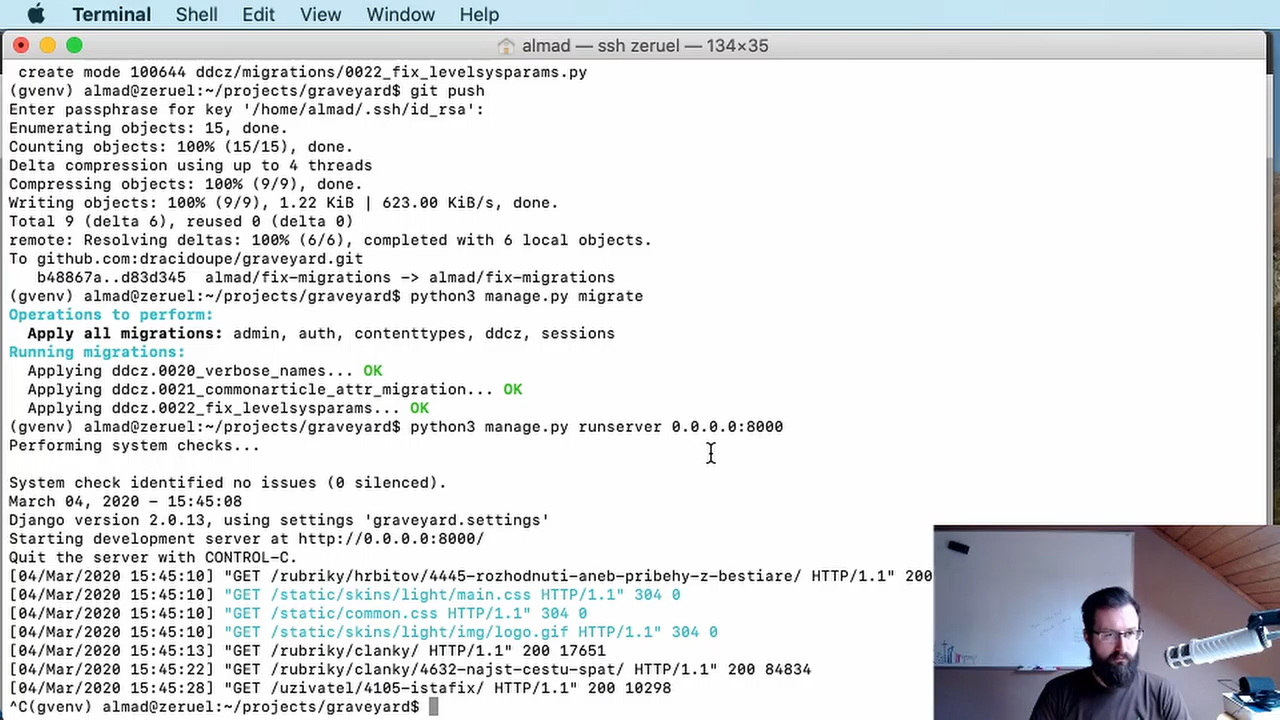 Terminal Shell Edit View Window Help
almad — ssh zeruel — 134×35
create mode 100644 ddcz/migrations/0022_fix_levelsysparams.py
(gvenv) almad@zeruel:~/projects/graveyard$ git push
Enter passphrase for key '/home/almad/.ssh/id_rsa':
Enumerating objects: 15, done.
Counting objects: 100% (15/15), done.
Delta compression using up to 4 threads
Compressing objects: 100% (9/9), done.
Writing objects: 100% (9/9), 1.22 KiB | 623.00 KiB/s, done.
Total 9 (delta 6), reused 0 (delta 0)
remote: Resolving deltas: 100% (6/6), completed with 6 local objects.
To github.com:dracidoupe/graveyard.git
b48867a..d83d345  almad/fix-migrations -> almad/fix-migrations
(gvenv) almad@zeruel:~/projects/graveyard$ python3 manage.py migrate
Operations to perform:
Apply all migrations: admin, auth, contenttypes, ddcz, sessions
Running migrations:
Applying ddcz.0020_verbose_names... OK
Applying ddcz.0021_commonarticle_attr_migration... OK
Applying ddcz.0022_fix_levelsysparams... OK
(gvenv) almad@zeruel:~/projects/graveyard$ python3 manage.py runserver 0.0.0.0:8000
Performing system checks...
System check identified no issues (0 silenced).
March 04, 2020 - 15:45:08
Django version 2.0.13, using settings 'graveyard.settings'
Starting development server at http://0.0.0.0:8000/
Quit the server with CONTROL-C.
[04/Mar/2020 15:45:10] "GET /rubriky/hrbitov/4445-rozhodnuti-aneb-pribehy-z-bestiare/ HTTP/1.1" 200
[04/Mar/2020 15:45:10] "GET /static/skins/light/main.css HTTP/1.1" 304 0
[04/Mar/2020 15:45:10] "GET /static/common.css HTTP/1.1" 304 0
[04/Mar/2020 15:45:10] "GET /static/skins/light/img/logo.gif HTTP/1.1" 304 0
[04/Mar/2020 15:45:13] "GET /rubriky/clanky/ HTTP/1.1" 200 17651
[04/Mar/2020 15:45:22] "GET /rubriky/clanky/4632-najst-cestu-spat/ HTTP/1.1" 200 84834
[04/Mar/2020 15:45:28] "GET /uzivatel/4105-istafix/ HTTP/1.1" 200 10298
^C(gvenv) almad@zeruel:~/projects/graveyard$